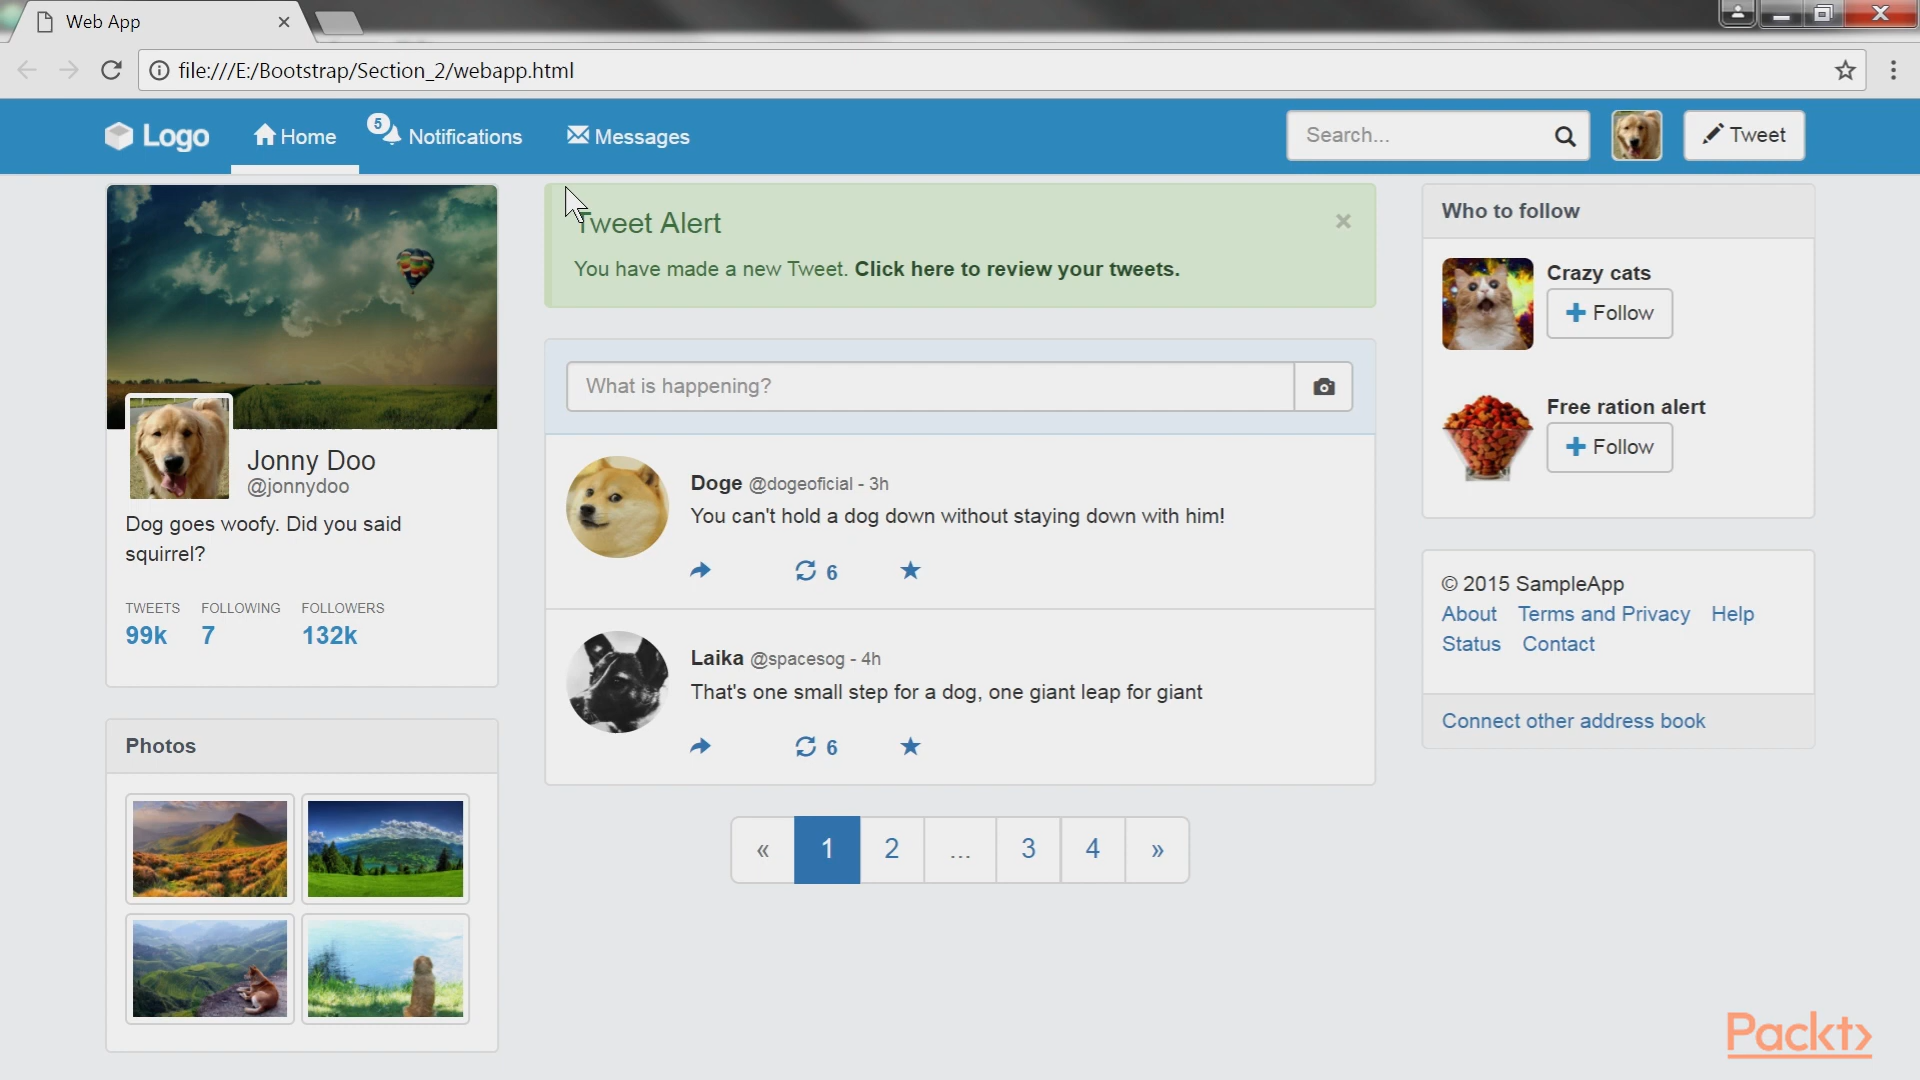 Web App
file:///E:/Bootstrap/Section_2/webapp.html
Logo
Home
5
Notifications
Messages
Search...
Tweet
Jonny Doo
@jonnydoo
Dog goes woofy. Did you said
squirrel?
TWEETS FOLLOWING FOLLOWERS
99k 7 132k
Photos
Tweet Alert
×
You have made a new Tweet. Click here to review your tweets.
What is happening?
Doge @dogeoficial - 3h
You can't hold a dog down without staying down with him!
6
Laika @spacesog - 4h
That's one small step for a dog, one giant leap for giant
6
« 1 2 ... 3 4 »
Who to follow
Crazy cats
Follow
Free ration alert
Follow
© 2015 SampleApp
About Terms and Privacy Help
Status Contact
Connect other address book
Packt